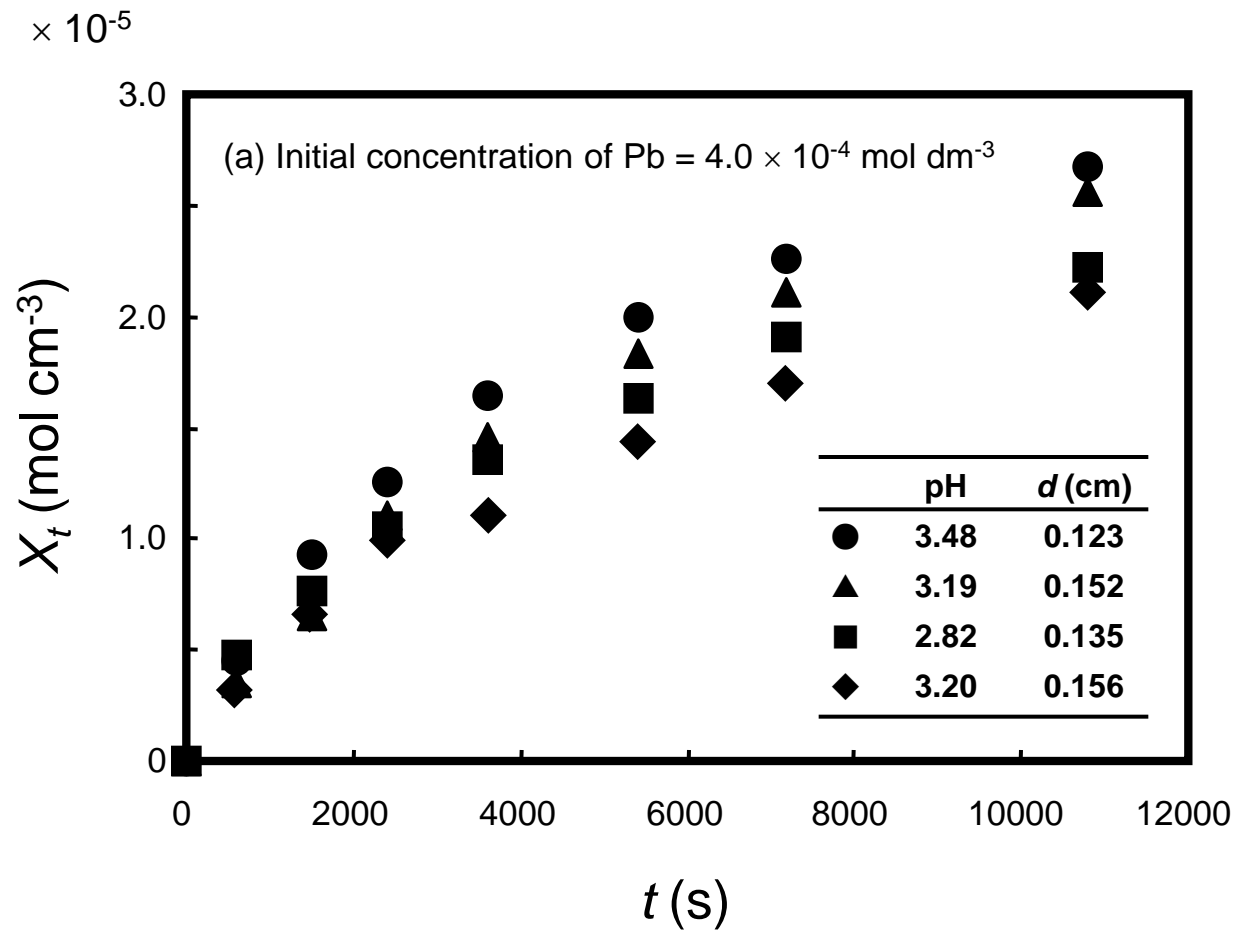 × 10-5
3.0
(a) Initial concentration of Pb = 4.0 × 10-4 mol dm-3
2.0
Xt (mol cm-3)
1.0
0
pH d (cm)
3.48 0.123
3.19 0.152
2.82 0.135
3.20 0.156
0 2000 4000 6000 8000 10000 12000
t (s)